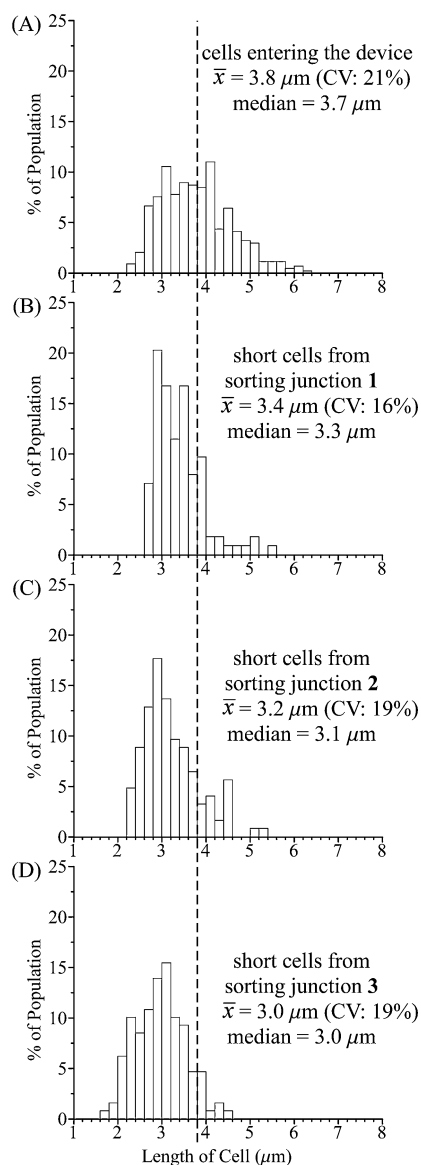 (A)
25
20
15
10
5
0
% of Population
cells entering the device
x̄ = 3.8 μm (CV: 21%)
median = 3.7 μm
1 2 3 4 5 6 7 8
(B)
25
20
15
10
5
0
% of Population
short cells from
sorting junction 1
x̄ = 3.4 μm (CV: 16%)
median = 3.3 μm
1 2 3 4 5 6 7 8
(C)
25
20
15
10
5
0
% of Population
short cells from
sorting junction 2
x̄ = 3.2 μm (CV: 19%)
median = 3.1 μm
1 2 3 4 5 6 7 8
(D)
25
20
15
10
5
0
% of Population
short cells from
sorting junction 3
x̄ = 3.0 μm (CV: 19%)
median = 3.0 μm
1 2 3 4 5 6 7 8
Length of Cell (μm)